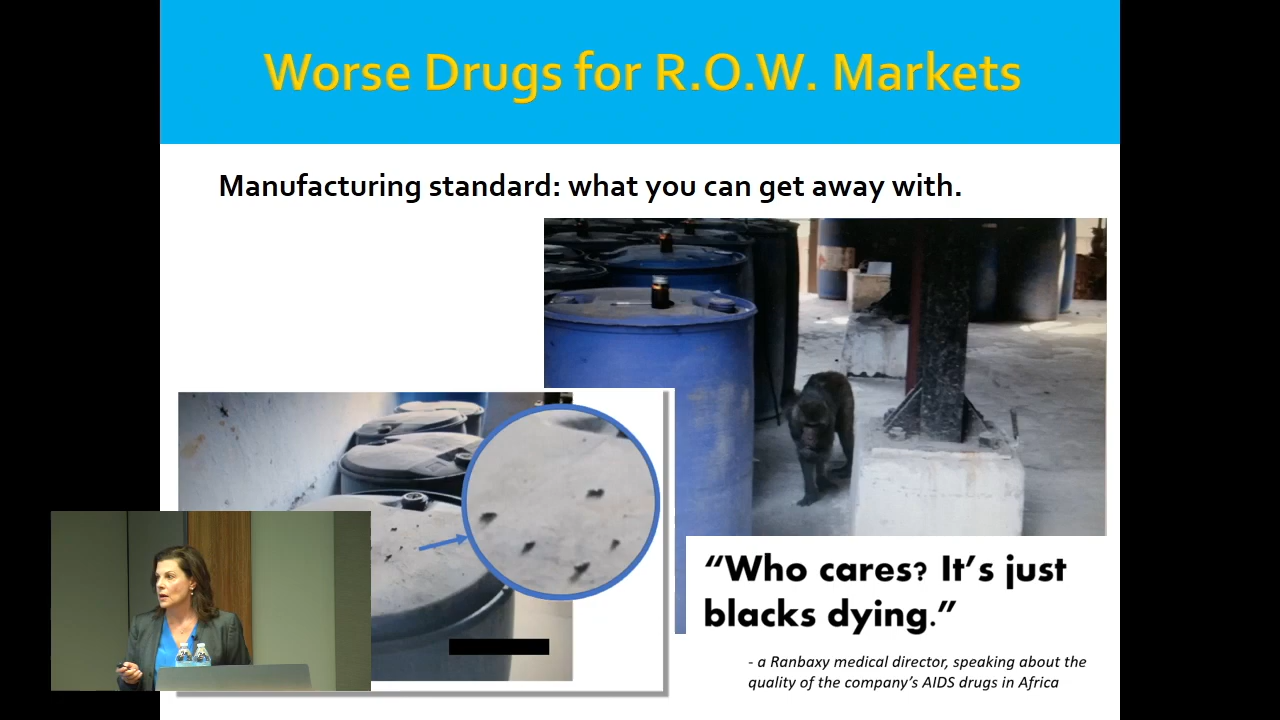 Worse Drugs for R.O.W. Markets
Manufacturing standard: what you can get away with.
“Who cares? It’s just
blacks dying.”
- a Ranbaxy medical director, speaking about the
quality of the company’s AIDS drugs in Africa